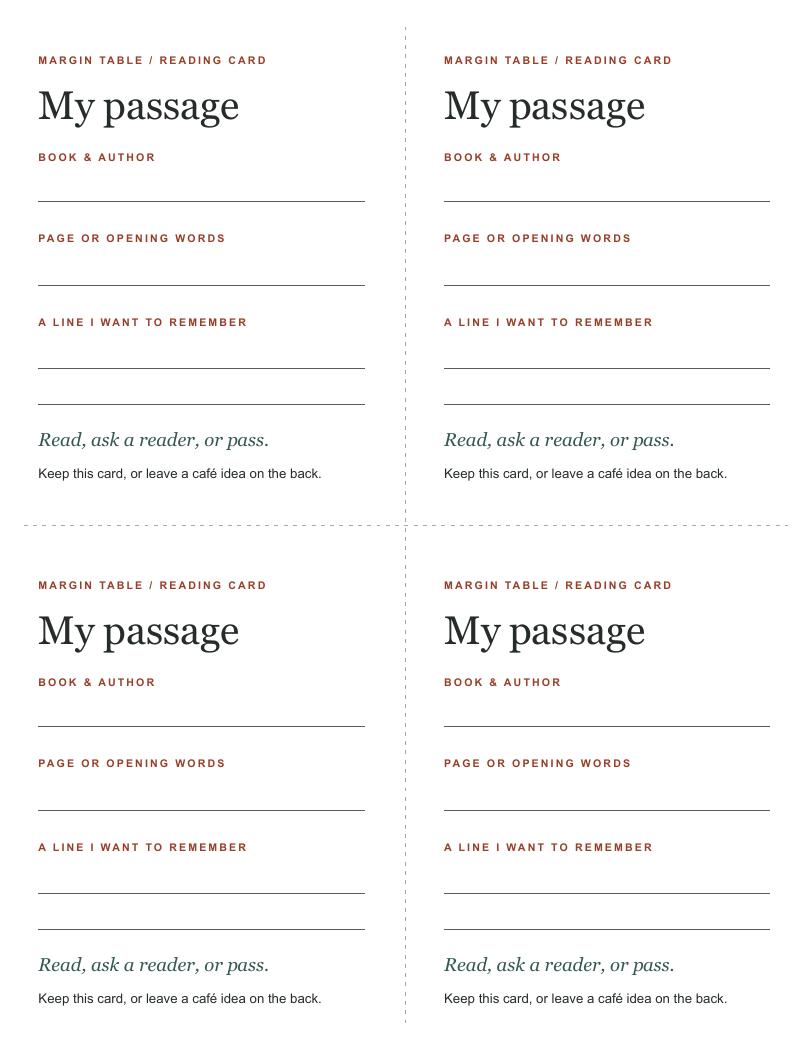 MARGIN TABLE / READING CARD
My passage
BOOK & AUTHOR
PAGE OR OPENING WORDS
A LINE I WANT TO REMEMBER
Read, ask a reader, or pass.
Keep this card, or leave a café idea on the back.
MARGIN TABLE / READING CARD
My passage
BOOK & AUTHOR
PAGE OR OPENING WORDS
A LINE I WANT TO REMEMBER
Read, ask a reader, or pass.
Keep this card, or leave a café idea on the back.
MARGIN TABLE / READING CARD
My passage
BOOK & AUTHOR
PAGE OR OPENING WORDS
A LINE I WANT TO REMEMBER
Read, ask a reader, or pass.
Keep this card, or leave a café idea on the back.
MARGIN TABLE / READING CARD
My passage
BOOK & AUTHOR
PAGE OR OPENING WORDS
A LINE I WANT TO REMEMBER
Read, ask a reader, or pass.
Keep this card, or leave a café idea on the back.